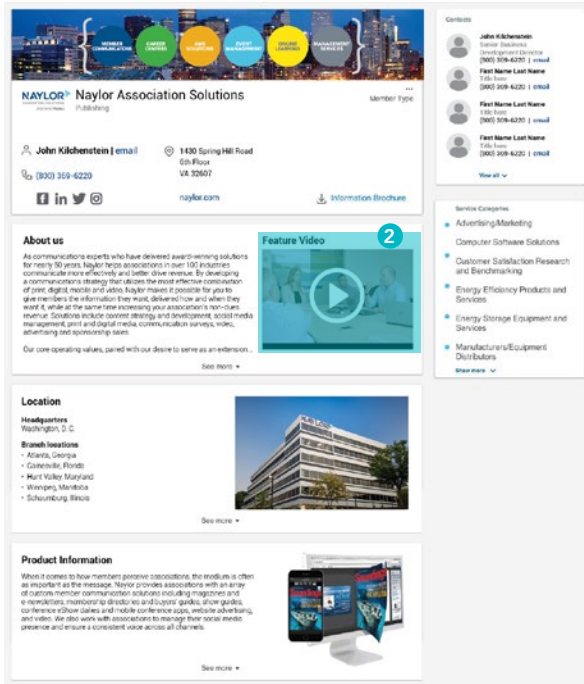 MEMBER COMMUNICATIONS
CAREER CENTERS
AMS SOLUTIONS
EVENT MANAGEMENT
ONLINE LEARNING
MANAGEMENT SERVICES
NAYLOR
Naylor Association Solutions
Publishing
...
Member Type
John Kilchenstein | email
(800) 369-6220
1430 Spring Hill Road
6th Floor
VA 32607
naylor.com
Information Brochure
About us
As communications experts who have delivered award-winning solutions
for nearly 50 years, Naylor helps associations in over 100 industries
communicate more effectively and better drive revenue. By developing
a communications strategy that utilizes the most effective combination
of print, digital, mobile and video, Naylor makes it possible for you to
give members the information they want, delivered how and when they
want it, while at the same time increasing your association's non-dues
revenue. Solutions include content strategy and development, social media
management, print and digital media, communication surveys, video,
advertising and sponsorship sales.
Our core operating values, paired with our desire to serve as an extension...
See more
Feature Video
2
Location
Headquarters
Washington, D.C.
Branch locations
• Atlanta, Georgia
• Gainesville, Florida
• Hunt Valley, Maryland
• Winnipeg, Manitoba
• Schaumburg, Illinois
See more
Product Information
When it comes to how members perceive associations, the medium is often
as important as the message. Naylor provides associations with an array
of custom member communication solutions including magazines and
e-newsletters, membership directories and buyers' guides, show guides,
conference eShow dailies and mobile conference apps, website advertising,
and video. We also work with associations to manage their social media
presence and ensure a consistent voice across all channels.
See more
Contacts
John Kilchenstein
Senior Business
Development Director
(800) 369-6220 | email
First Name Last Name
Title here
(800) 369-6220 | email
First Name Last Name
Title here
(800) 369-6220 | email
First Name Last Name
Title here
(800) 369-6220 | email
View all
Service Categories
• Advertising/Marketing
Computer Software Solutions
• Customer Satisfaction Research
and Benchmarking
• Energy Efficiency Products and
Services
• Energy Storage Equipment and
Services
• Manufacturers/Equipment
Distributors
Show more